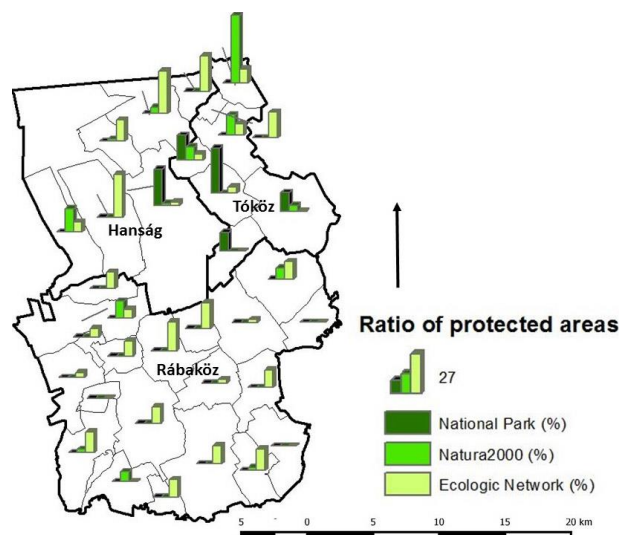 Tóköz
Hanság
Ratio of protected areas
27
Rábaköz
National Park (%)
Natura2000 (%)
Ecologic Network (%)
5 0 5 10 20 km